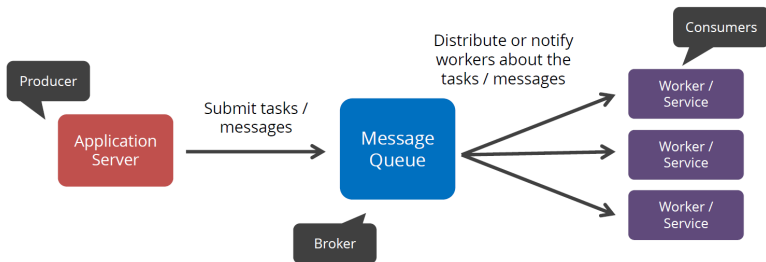 Consumers
Distribute or notify
workers about the
tasks / messages
Producer
Submit tasks /
messages
Application
Server
Message
Queue
Worker /
Service
Worker /
Service
Worker /
Service
Broker